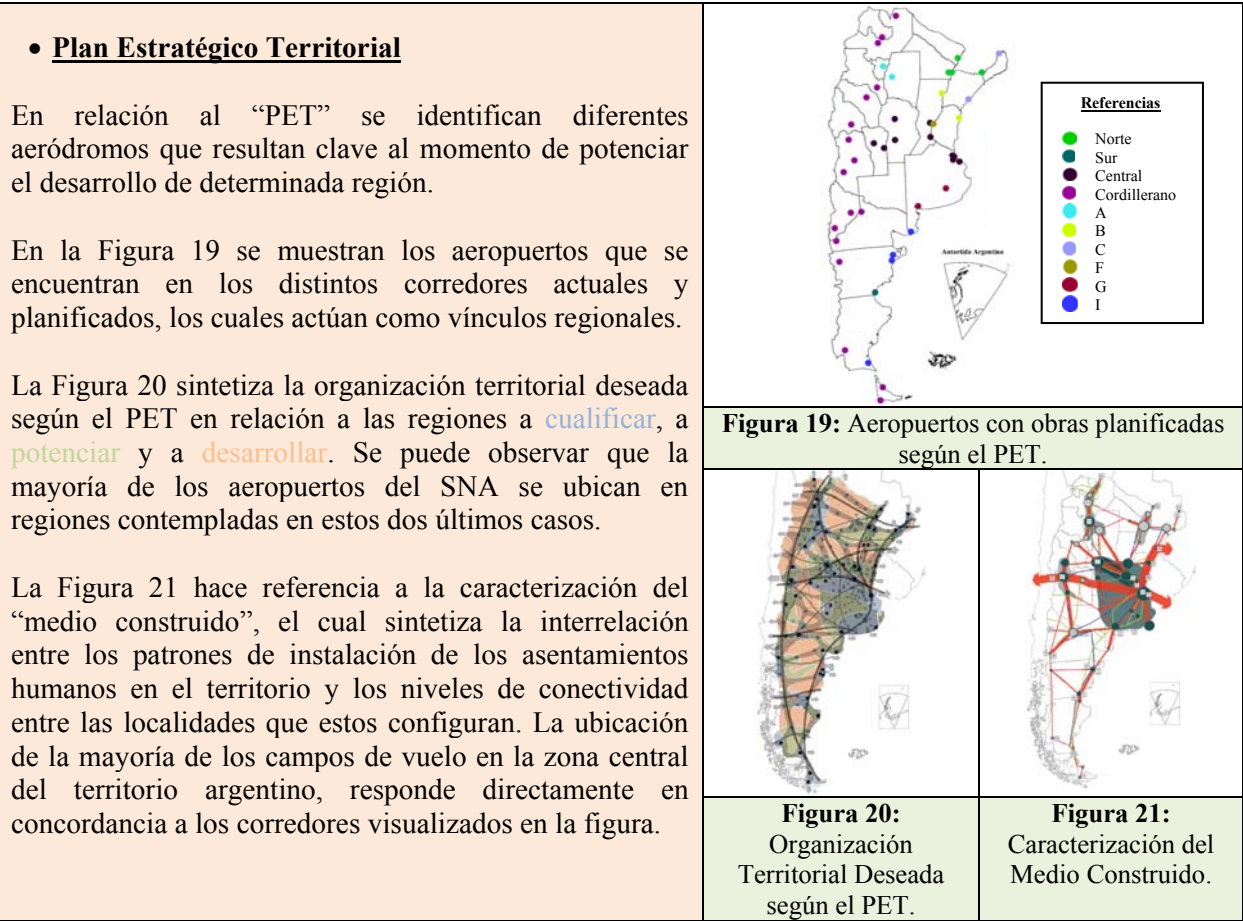 • Plan Estratégico Territorial
En relación al “PET” se identifican diferentes
aeródromos que resultan clave al momento de potenciar
el desarrollo de determinada región.
En la Figura 19 se muestran los aeropuertos que se
encuentran en los distintos corredores actuales y
planificados, los cuales actúan como vínculos regionales.
La Figura 20 sintetiza la organización territorial deseada
según el PET en relación a las regiones a cualificar, a
potenciar y a desarrollar. Se puede observar que la
mayoría de los aeropuertos del SNA se ubican en
regiones contempladas en estos dos últimos casos.
La Figura 21 hace referencia a la caracterización del
“medio construido”, el cual sintetiza la interrelación
entre los patrones de instalación de los asentamientos
humanos en el territorio y los niveles de conectividad
entre las localidades que estos configuran. La ubicación
de la mayoría de los campos de vuelo en la zona central
del territorio argentino, responde directamente en
concordancia a los corredores visualizados en la figura.
Antartida Argentina
Referencias
Norte
Sur
Central
Cordillerano
A
B
C
F
G
I
Figura 19: Aeropuertos con obras planificadas
según el PET.
Figura 20:
Organización
Territorial Deseada
según el PET.
Figura 21:
Caracterización del
Medio Construido.